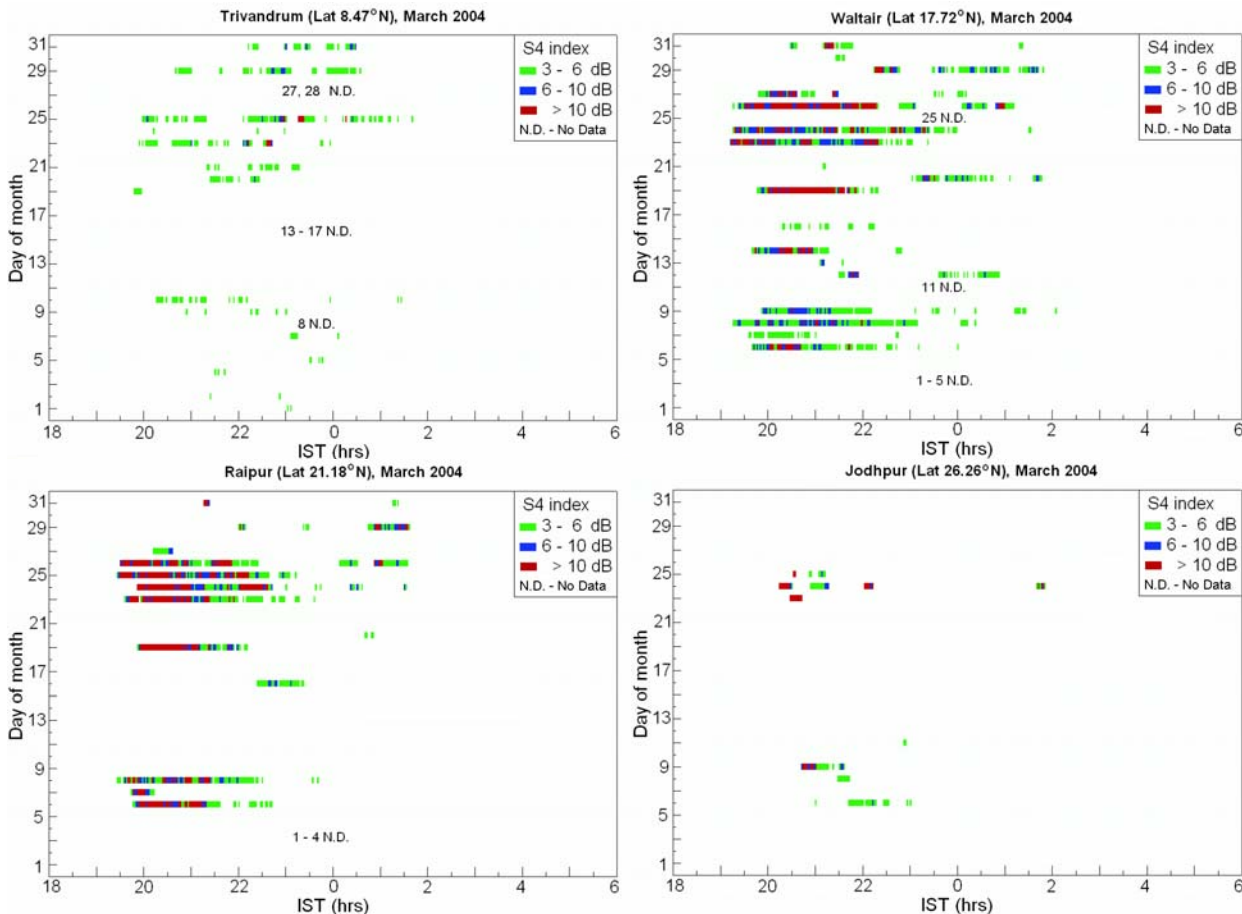 Trivandrum (Lat 8.47°N), March 2004
S4 index
3 - 6 dB
6 - 10 dB
> 10 dB
N.D. - No Data
27, 28 N.D.
13 - 17 N.D.
8 N.D.
Day of month
31
29
25
21
17
13
9
5
1
18
20
22
0
2
4
6
IST (hrs)
Waltair (Lat 17.72°N), March 2004
S4 index
3 - 6 dB
6 - 10 dB
> 10 dB
N.D. - No Data
25 N.D.
11 N.D.
1 - 5 N.D.
Day of month
31
29
25
21
17
13
9
5
1
18
20
22
0
2
4
6
IST (hrs)
Raipur (Lat 21.18°N), March 2004
S4 index
3 - 6 dB
6 - 10 dB
> 10 dB
N.D. - No Data
1 - 4 N.D.
Day of month
31
29
25
21
17
13
9
5
1
18
20
22
0
2
4
6
IST (hrs)
Jodhpur (Lat 26.26°N), March 2004
S4 index
3 - 6 dB
6 - 10 dB
> 10 dB
N.D. - No Data
Day of month
31
29
25
21
17
13
9
5
1
18
20
22
0
2
4
6
IST (hrs)